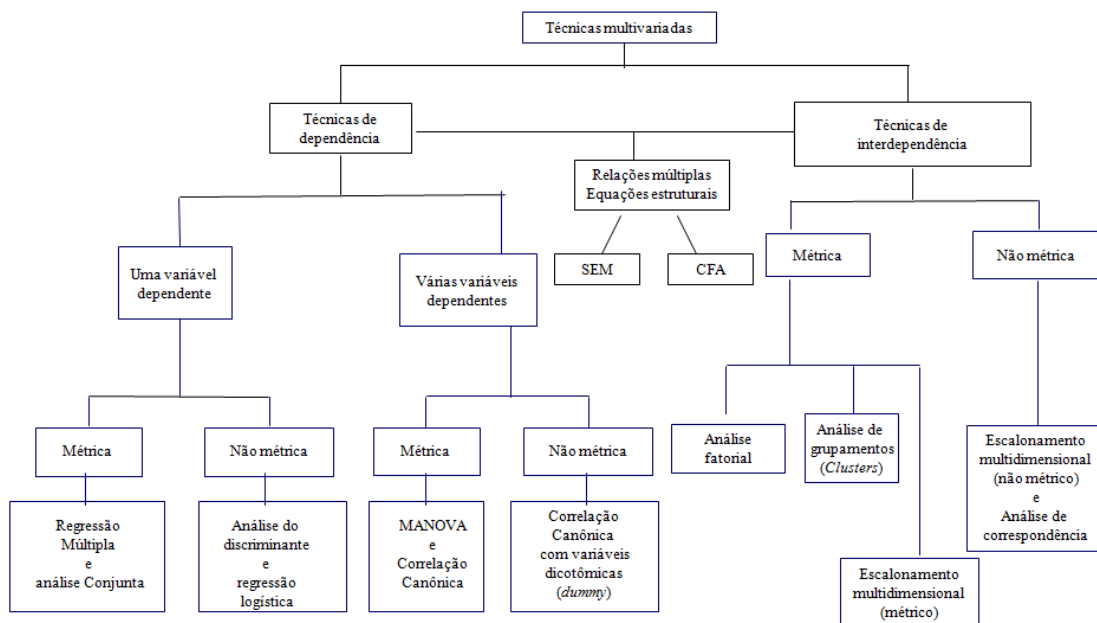 Técnicas multivariadas
Técnicas de
dependência
Técnicas de
interdependência
Relações múltiplas
Equações estruturais
SEM
CFA
Métrica
Não métrica
Uma variável
dependente
Várias variáveis
dependentes
Métrica
Não métrica
Métrica
Não métrica
Análise
fatorial
Análise de
grupamentos
(Clusters)
Escalonamento
multidimensional
(não métrico)
e
Análise de
correspondência
Regressão
Múltipla
e
análise Conjunta
Análise do
discriminante
e
regressão
logística
MANOVA
e
Correlação
Canônica
Correlação
Canônica
com variáveis
dicotômicas
(dummy)
Escalonamento
multidimensional
(métrico)